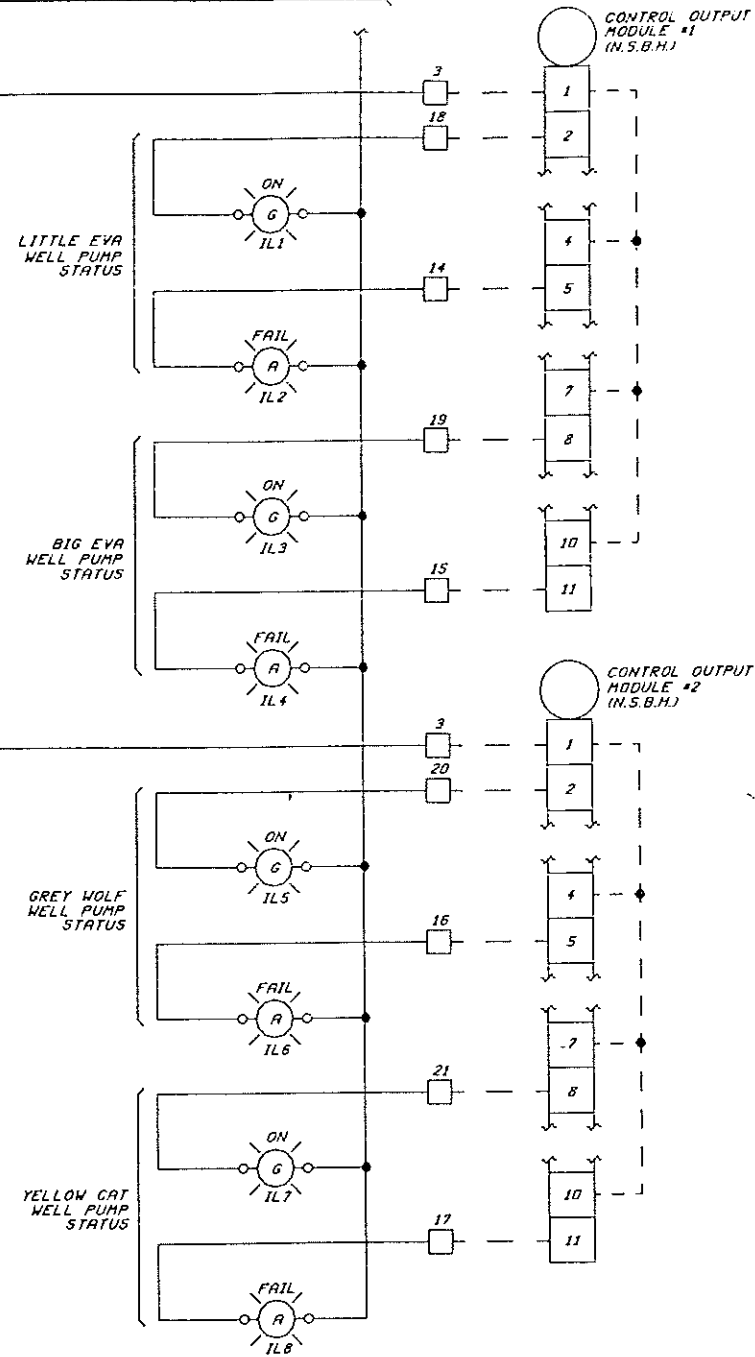 CONTROL OUTPUT
MODULE #1
(N.S.B.M.)
3
1
18
2
ON
G
IL1
LITTLE EVA
WELL PUMP
STATUS
4
14
5
FAIL
A
IL2
7
19
8
ON
G
IL3
BIG EVA
WELL PUMP
STATUS
10
15
11
FAIL
A
IL4
CONTROL OUTPUT
MODULE #2
(N.S.B.M.)
3
1
20
2
ON
G
IL5
GREY WOLF
WELL PUMP
STATUS
4
16
5
FAIL
A
IL6
7
21
8
ON
G
IL7
YELLOW CAT
WELL PUMP
STATUS
10
17
11
FAIL
A
IL8